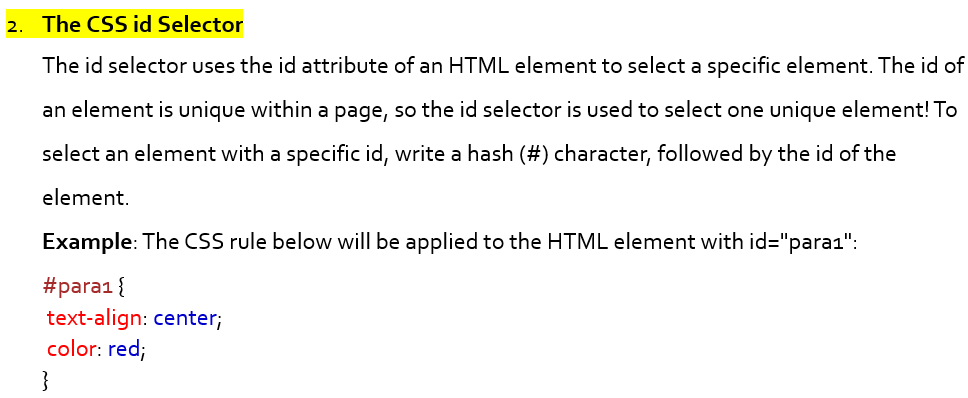 2. The CSS id Selector
The id selector uses the id attribute of an HTML element to select a specific element. The id of
an element is unique within a page, so the id selector is used to select one unique element! To
select an element with a specific id, write a hash (#) character, followed by the id of the
element.
Example: The CSS rule below will be applied to the HTML element with id="para1":
#para1 {
text-align: center;
color: red;
}